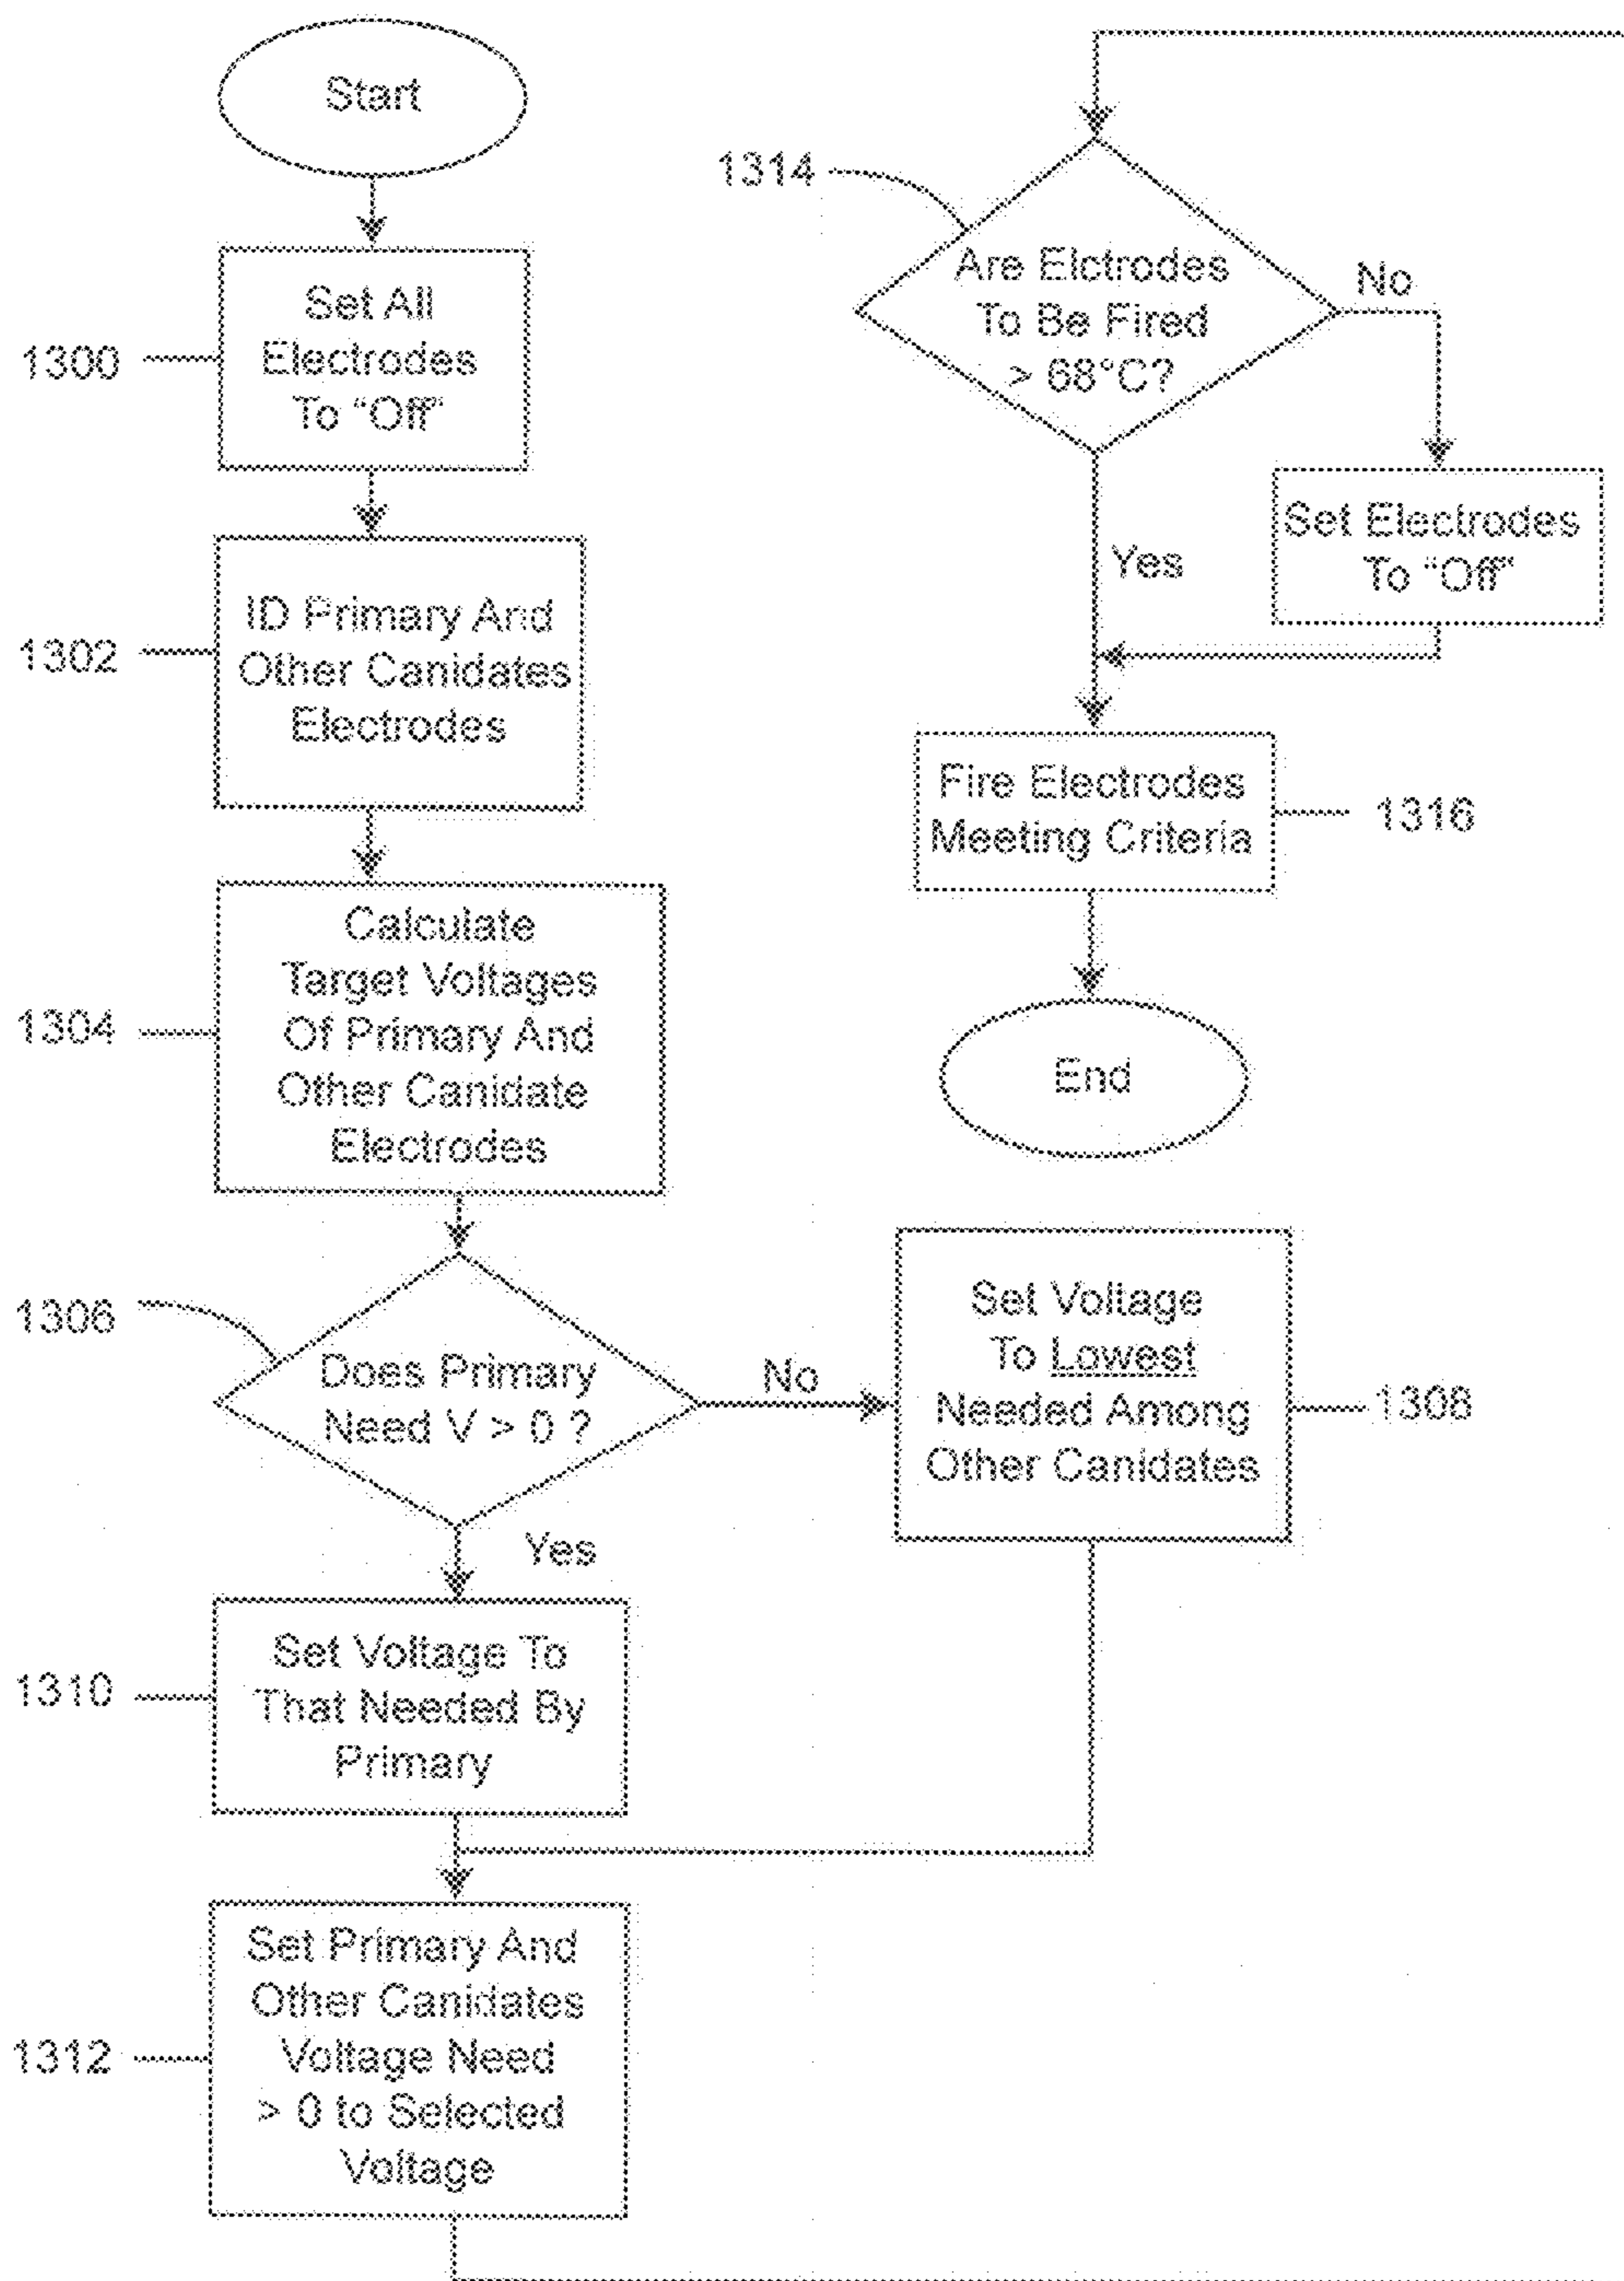 Start
1300
Set All
Electrodes
To "Off"
1302
ID Primary And
Other Canidates
Electrodes
1304
Calculate
Target Voltages
Of Primary And
Other Canidate
Electrodes
1306
Does Primary
Need V > 0 ?
No
Yes
Set Voltage
To Lowest
Needed Among
Other Canidates
1308
1310
Set Voltage To
That Needed By
Primary
1312
Set Primary And
Other Canidates
Voltage Need
> 0 to Selected
Voltage
1314
Are Elctrodes
To Be Fired
> 68°C?
No
Yes
Set Electrodes
To "Off"
Fire Electrodes
Meeting Criteria
1316
End